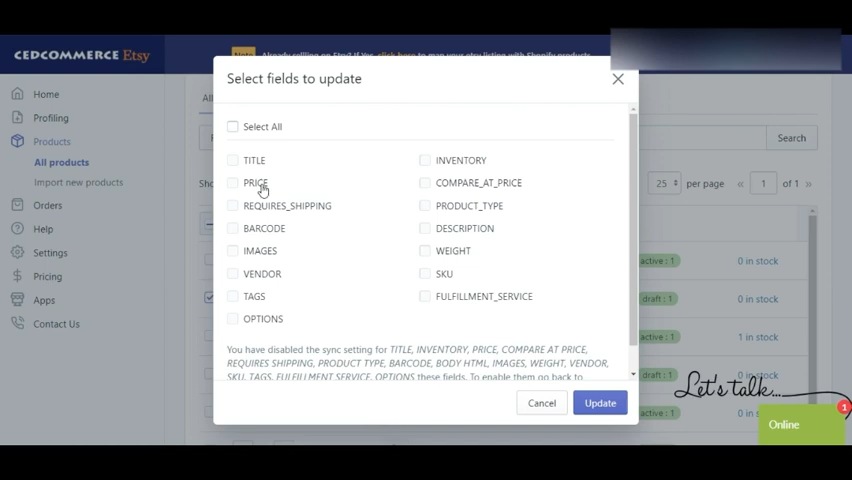 CEDCOMMERCE Etsy
Note Already selling on Etsy? If Yes, click here to map your etsy listing with Shopify products
Select fields to update
Home
Profiling
Products
All products
Import new products
Orders
Help
Settings
Pricing
Apps
Contact Us
Select All
TITLE INVENTORY
PRICE COMPARE_AT_PRICE
REQUIRES_SHIPPING PRODUCT_TYPE
BARCODE DESCRIPTION
IMAGES WEIGHT
VENDOR SKU
TAGS FULFILLMENT_SERVICE
OPTIONS
You have disabled the sync setting for TITLE, INVENTORY, PRICE, COMPARE AT PRICE,
REQUIRES SHIPPING, PRODUCT TYPE, BARCODE, BODY HTML, IMAGES, WEIGHT, VENDOR,
SKU, TAGS, FULFILLMENT SERVICE, OPTIONS these fields. To enable them go back to
Cancel Update
Search
25 per page « 1 of 1 »
active : 1 0 in stock
draft : 1 0 in stock
active : 1 1 in stock
draft : 1 0 in stock
active : 1 0 in
Let's talk...
1
Online